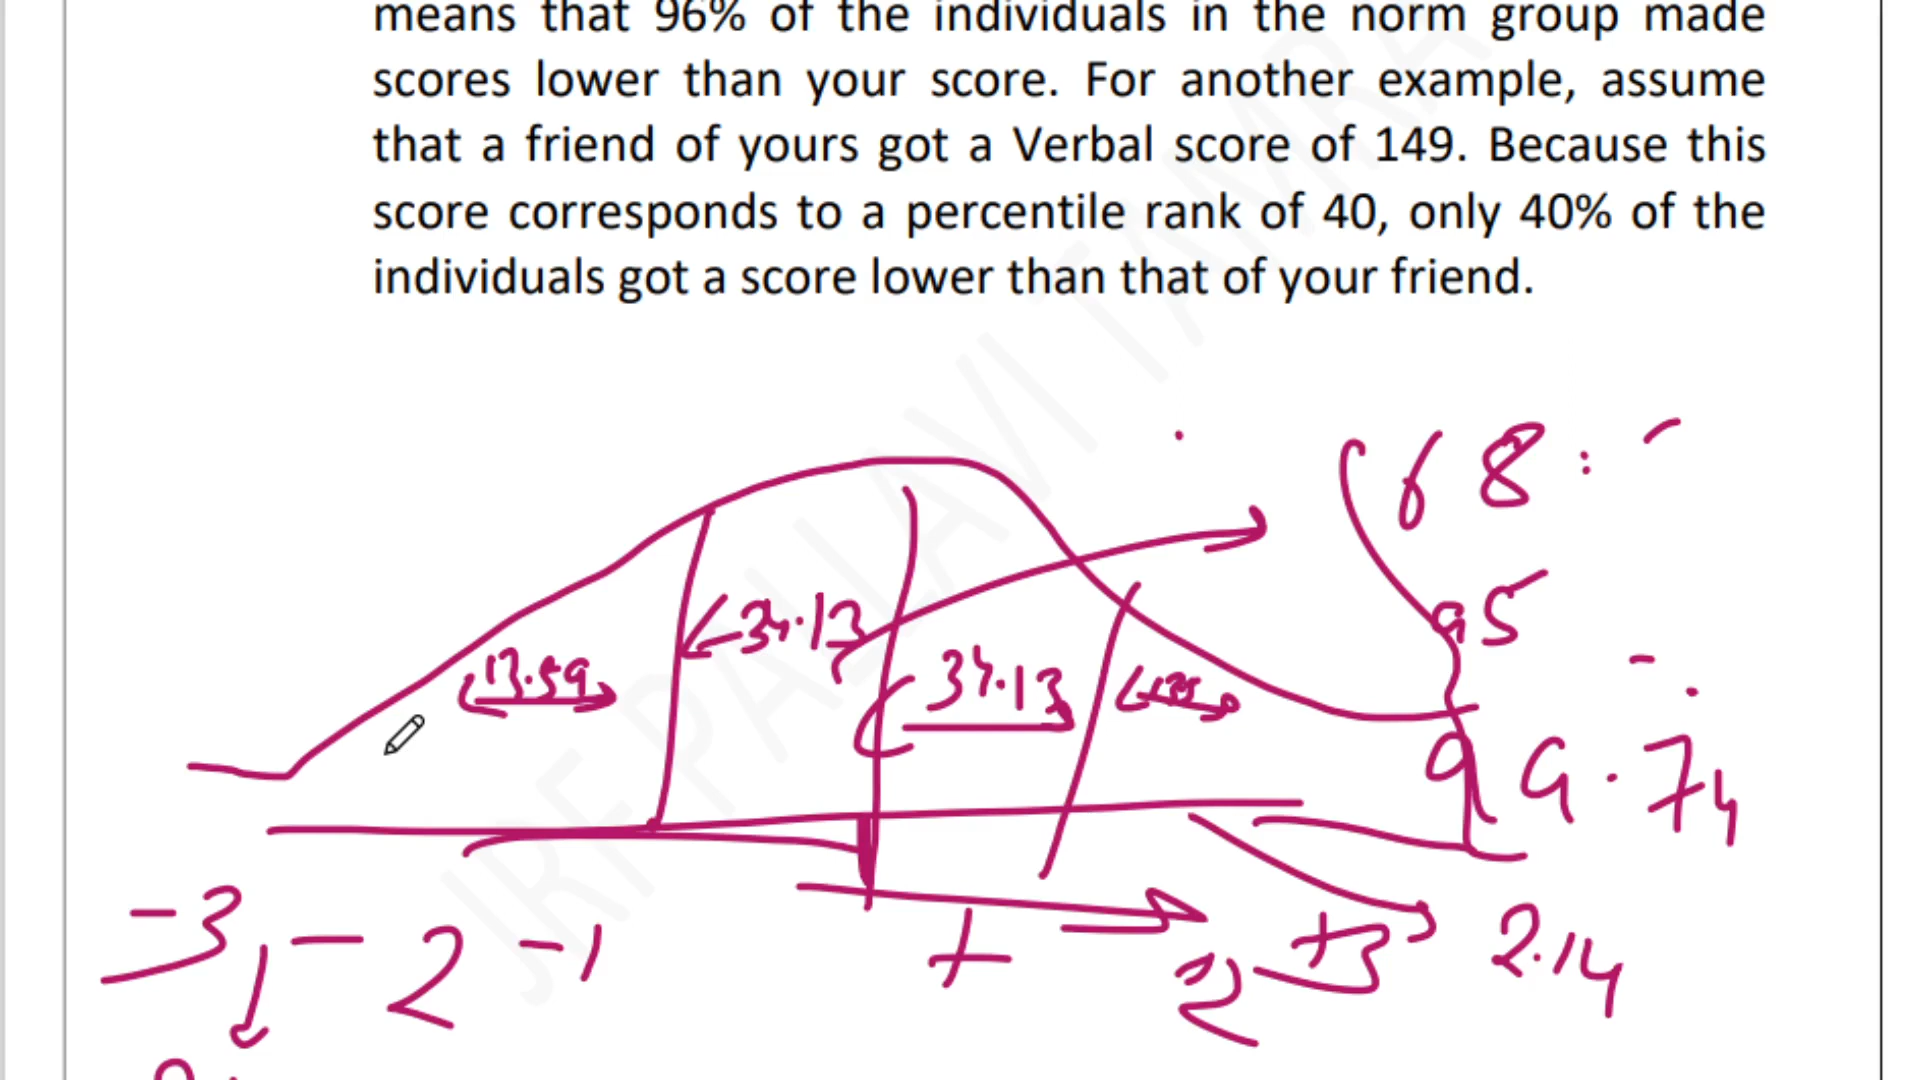 means that 96% of the individuals in the norm group made
scores lower than your score. For another example, assume
that a friend of yours got a Verbal score of 149. Because this
score corresponds to a percentile rank of 40, only 40% of the
individuals got a score lower than that of your friend.
JRF PALLAVI TAMRA
68
34.13
95
13.59
34.13
99.74
-3 -2 -1 + 2 +3 2.14